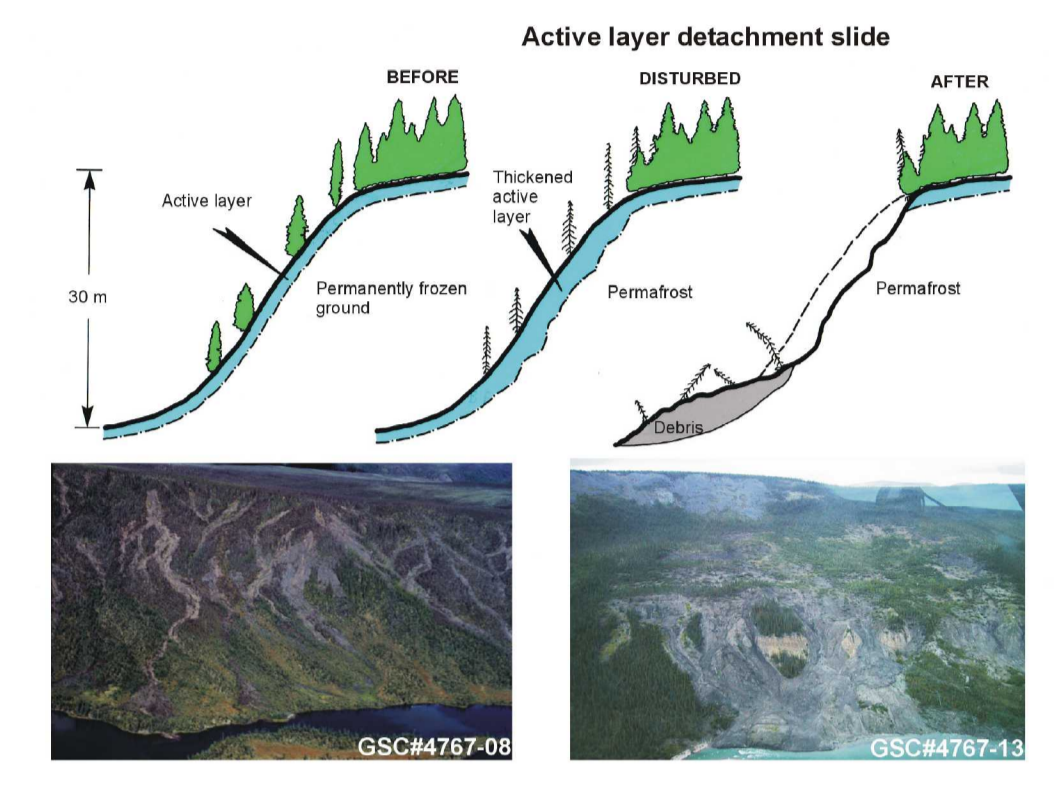 Active layer detachment slide
BEFORE
DISTURBED
AFTER
Active layer
Thickened
active
layer
30 m
Permanently frozen
ground
Permafrost
Permafrost
Debris
GSC#4767-08
GSC#4767-13